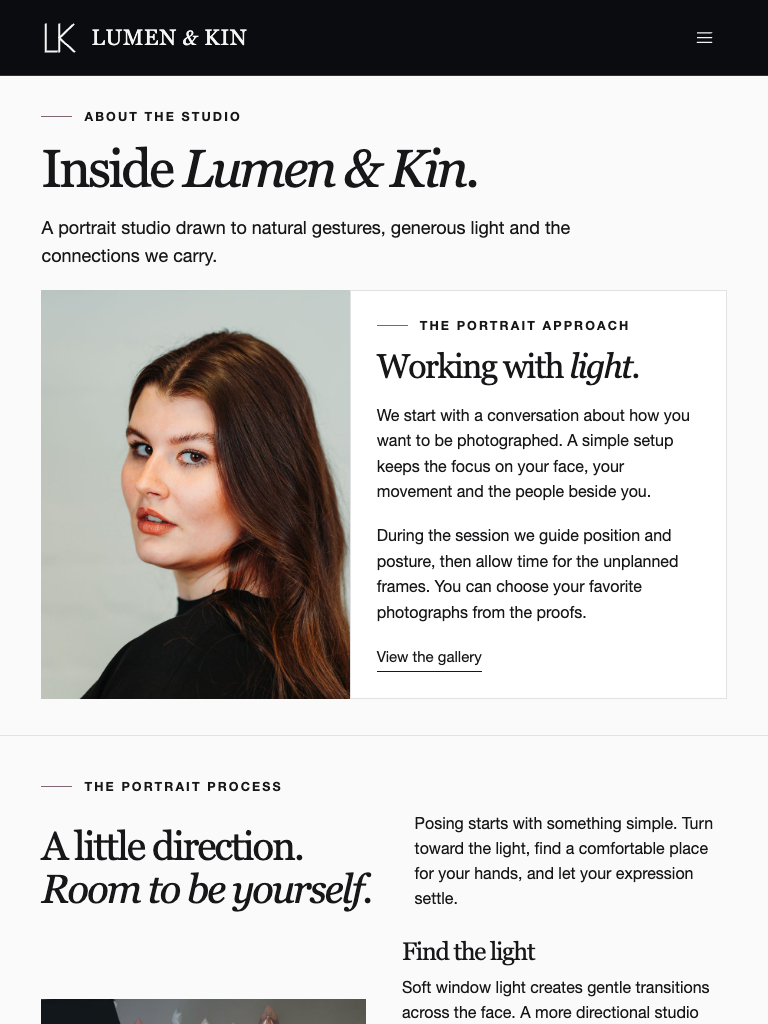 LK LUMEN & KIN
ABOUT THE STUDIO
Inside Lumen & Kin.
A portrait studio drawn to natural gestures, generous light and the
connections we carry.
THE PORTRAIT APPROACH
Working with light.
We start with a conversation about how you
want to be photographed. A simple setup
keeps the focus on your face, your
movement and the people beside you.
During the session we guide position and
posture, then allow time for the unplanned
frames. You can choose your favorite
photographs from the proofs.
View the gallery
THE PORTRAIT PROCESS
A little direction.
Room to be yourself.
Posing starts with something simple. Turn
toward the light, find a comfortable place
for your hands, and let your expression
settle.
Find the light
Soft window light creates gentle transitions
across the face. A more directional studio